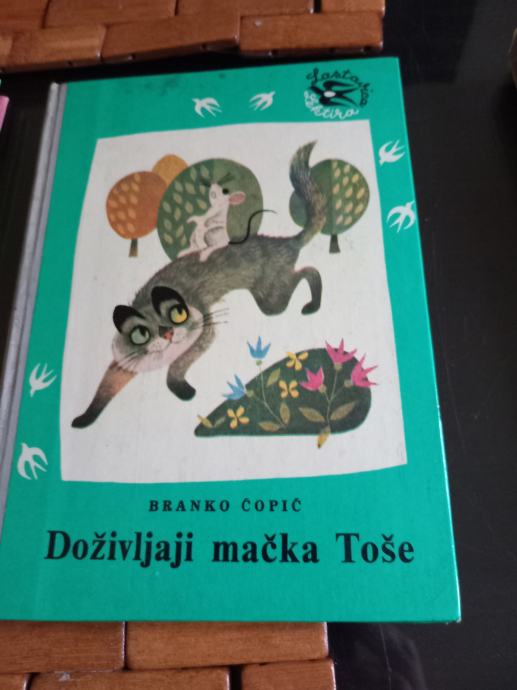 Lastavica
Lektira
BRANKO ĆOPIĆ
Doživljaji mačka Toše